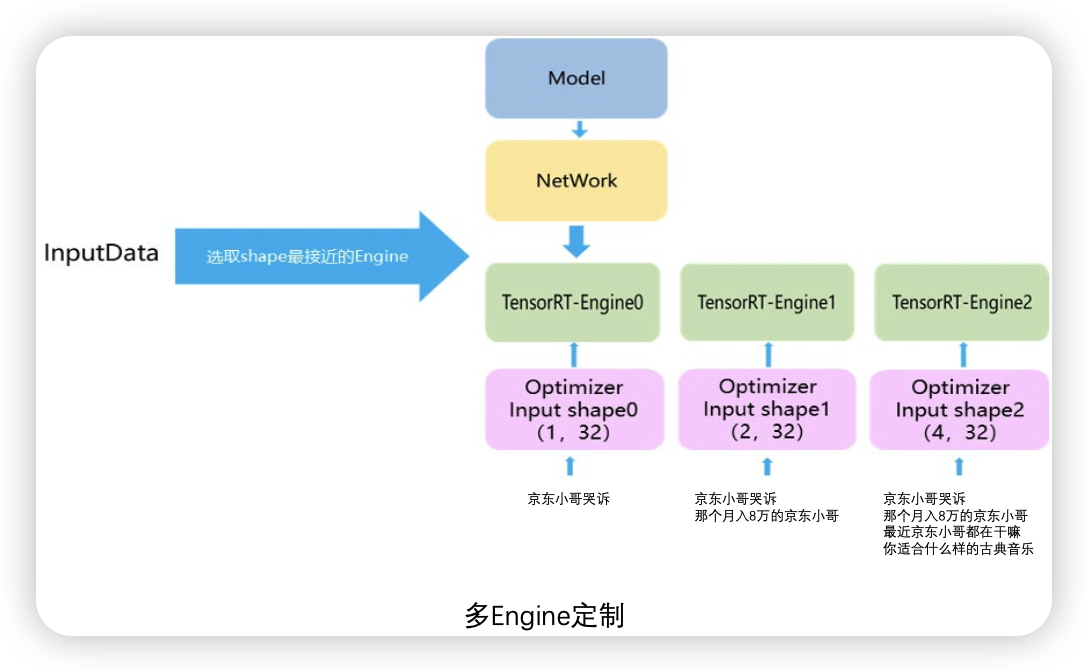 Model
NetWork
InputData
选取shape最接近的Engine
TensorRT-Engine0
TensorRT-Engine1
TensorRT-Engine2
Optimizer
Input shape0
（1，32）
Optimizer
Input shape1
（2，32）
Optimizer
Input shape2
（4，32）
京东小哥哭诉
京东小哥哭诉
那个月入8万的京东小哥
京东小哥哭诉
那个月入8万的京东小哥
最近京东小哥都在干嘛
你适合什么样的古典音乐
多Engine定制